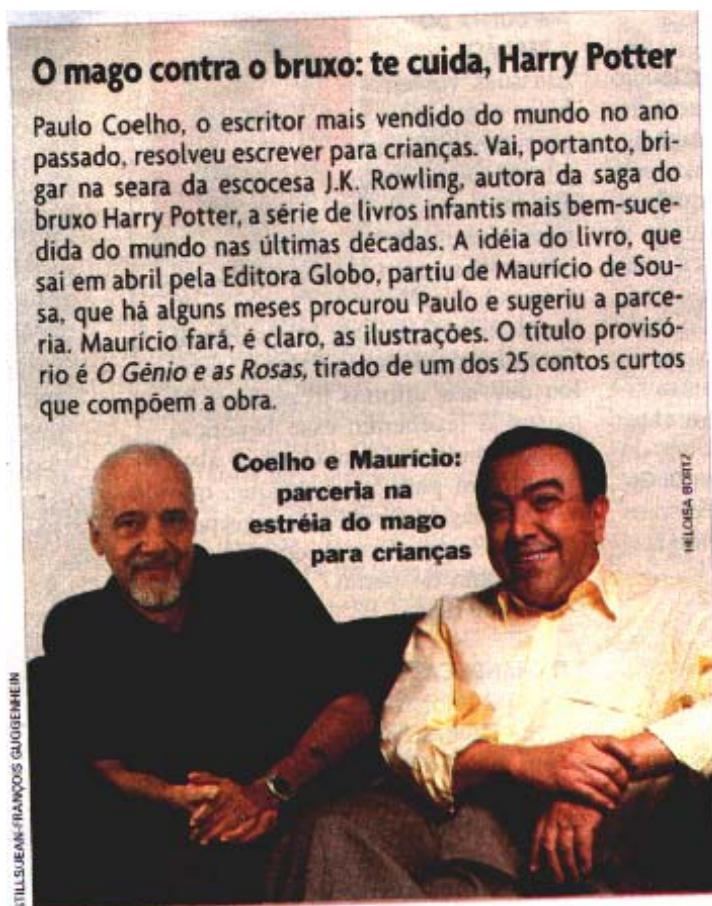 O mago contra o bruxo: te cuida, Harry Potter
Paulo Coelho, o escritor mais vendido do mundo no ano
passado, resolveu escrever para crianças. Vai, portanto, bri-
gar na seara da escocesa J.K. Rowling, autora da saga do
bruxo Harry Potter, a série de livros infantis mais bem-suce-
dida do mundo nas últimas décadas. A idéia do livro, que
sai em abril pela Editora Globo, partiu de Maurício de Sou-
sa, que há alguns meses procurou Paulo e sugeriu a parce-
ria. Maurício fará, é claro, as ilustrações. O título provisó-
rio é O Gênio e as Rosas, tirado de um dos 25 contos curtos
que compõem a obra.
Coelho e Maurício:
parceria na
estréia do mago
para crianças
HELOISA BORTZ
STILLS/JEAN-FRANÇOIS GUGGENHEIN